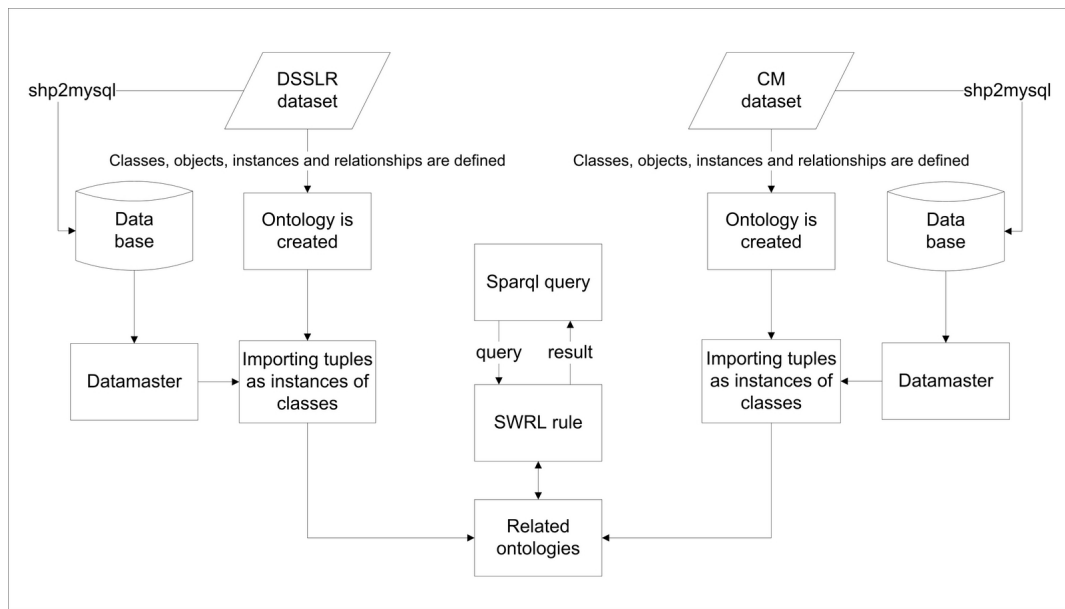 DSSLR
dataset
CM
dataset
shp2mysql
shp2mysql
Classes, objects, instances and relationships are defined
Classes, objects, instances and relationships are defined
Data
base
Ontology is
created
Ontology is
created
Data
base
Sparql query
query
result
Datamaster
Importing tuples
as instances of
classes
Importing tuples
as instances of
classes
Datamaster
SWRL rule
Related
ontologies